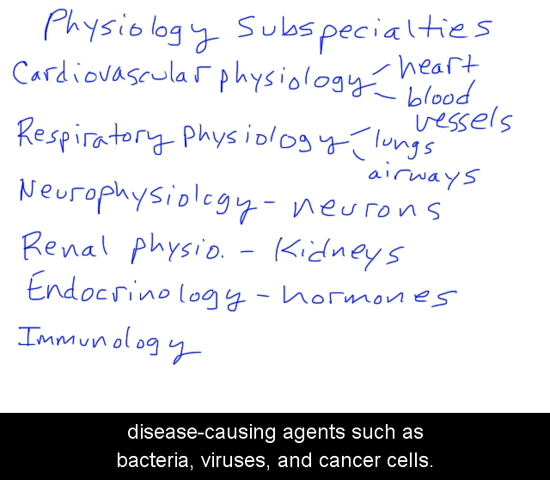 Physiology Subspecialties
Cardiovascular physiology - heart
- blood vessels
Respiratory physiology - lungs
- airways
Neurophysiology - neurons
Renal physio. - Kidneys
Endocrinology - hormones
Immunology
disease-causing agents such as
bacteria, viruses, and cancer cells.